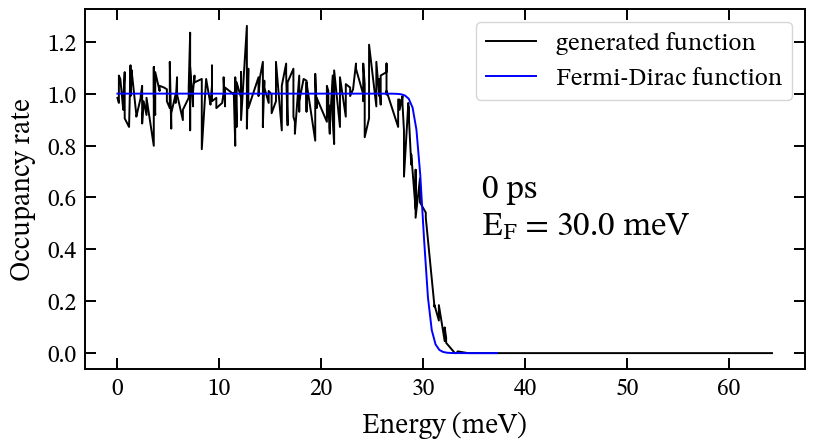 generated function
Fermi-Dirac function
0 ps
E_F = 30.0 meV
Occupancy rate
1.2
1.0
0.8
0.6
0.4
0.2
0.0
0 10 20 30 40 50 60
Energy (meV)